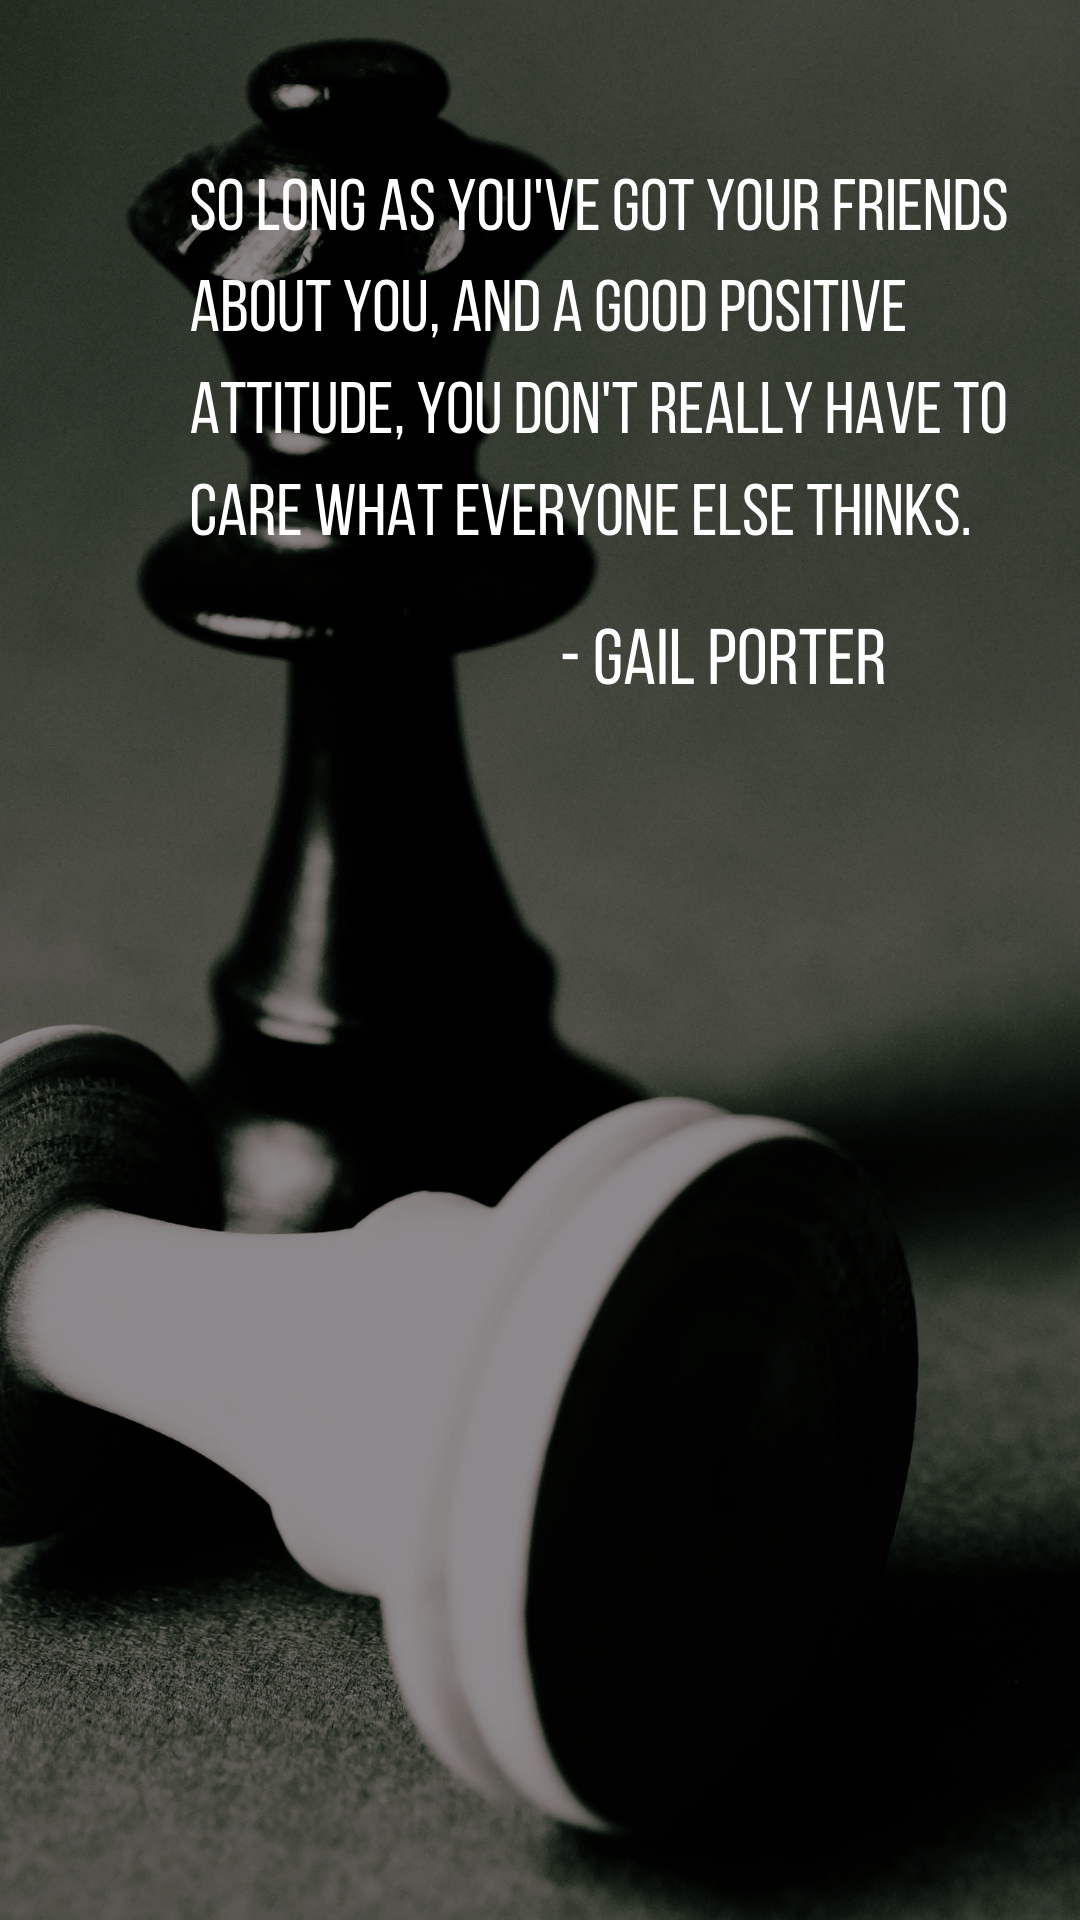 SO LONG AS YOU'VE GOT YOUR FRIENDS
ABOUT YOU, AND A GOOD POSITIVE
ATTITUDE, YOU DON'T REALLY HAVE TO
CARE WHAT EVERYONE ELSE THINKS.
- GAIL PORTER